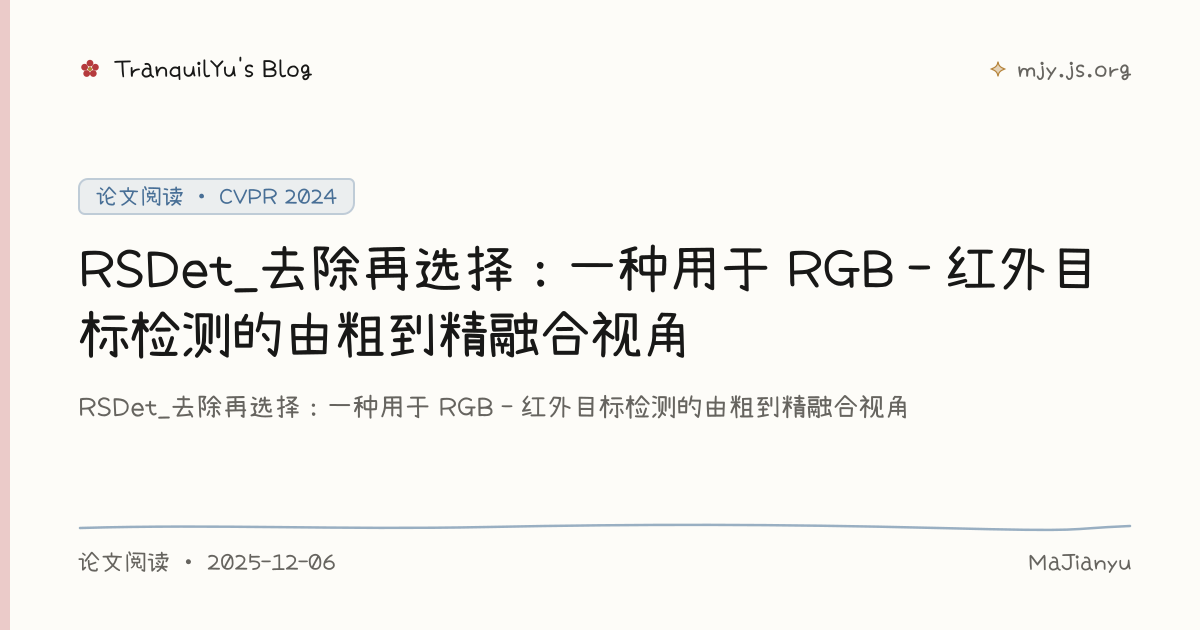 TranquilYu's Blog
mjy.js.org
论文阅读 • CVPR 2024
RSDet_去除再选择：一种用于 RGB - 红外目
标检测的由粗到精融合视角
RSDet_去除再选择：一种用于 RGB - 红外目标检测的由粗到精融合视角
论文阅读 • 2025-12-06
MaJianyu